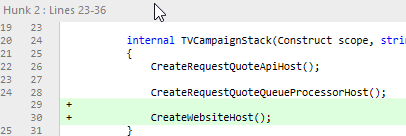 Hunk 2 : Lines 23-36
19 23
20 24 internal TVCampaignStack(Construct scope,
21 25 {
22 26 CreateRequestQuoteApiHost();
23 27
24 28 CreateRequestQuoteQueueProcessorHost();
29 +
30 + CreateWebsiteHost();
25 31 }